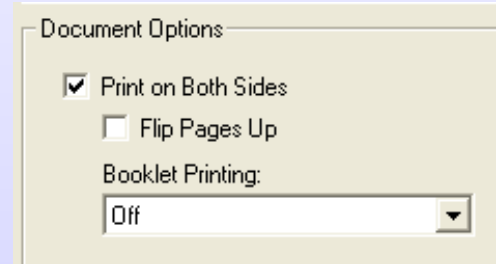 Document Options
Print on Both Sides
Flip Pages Up
Booklet Printing:
Off